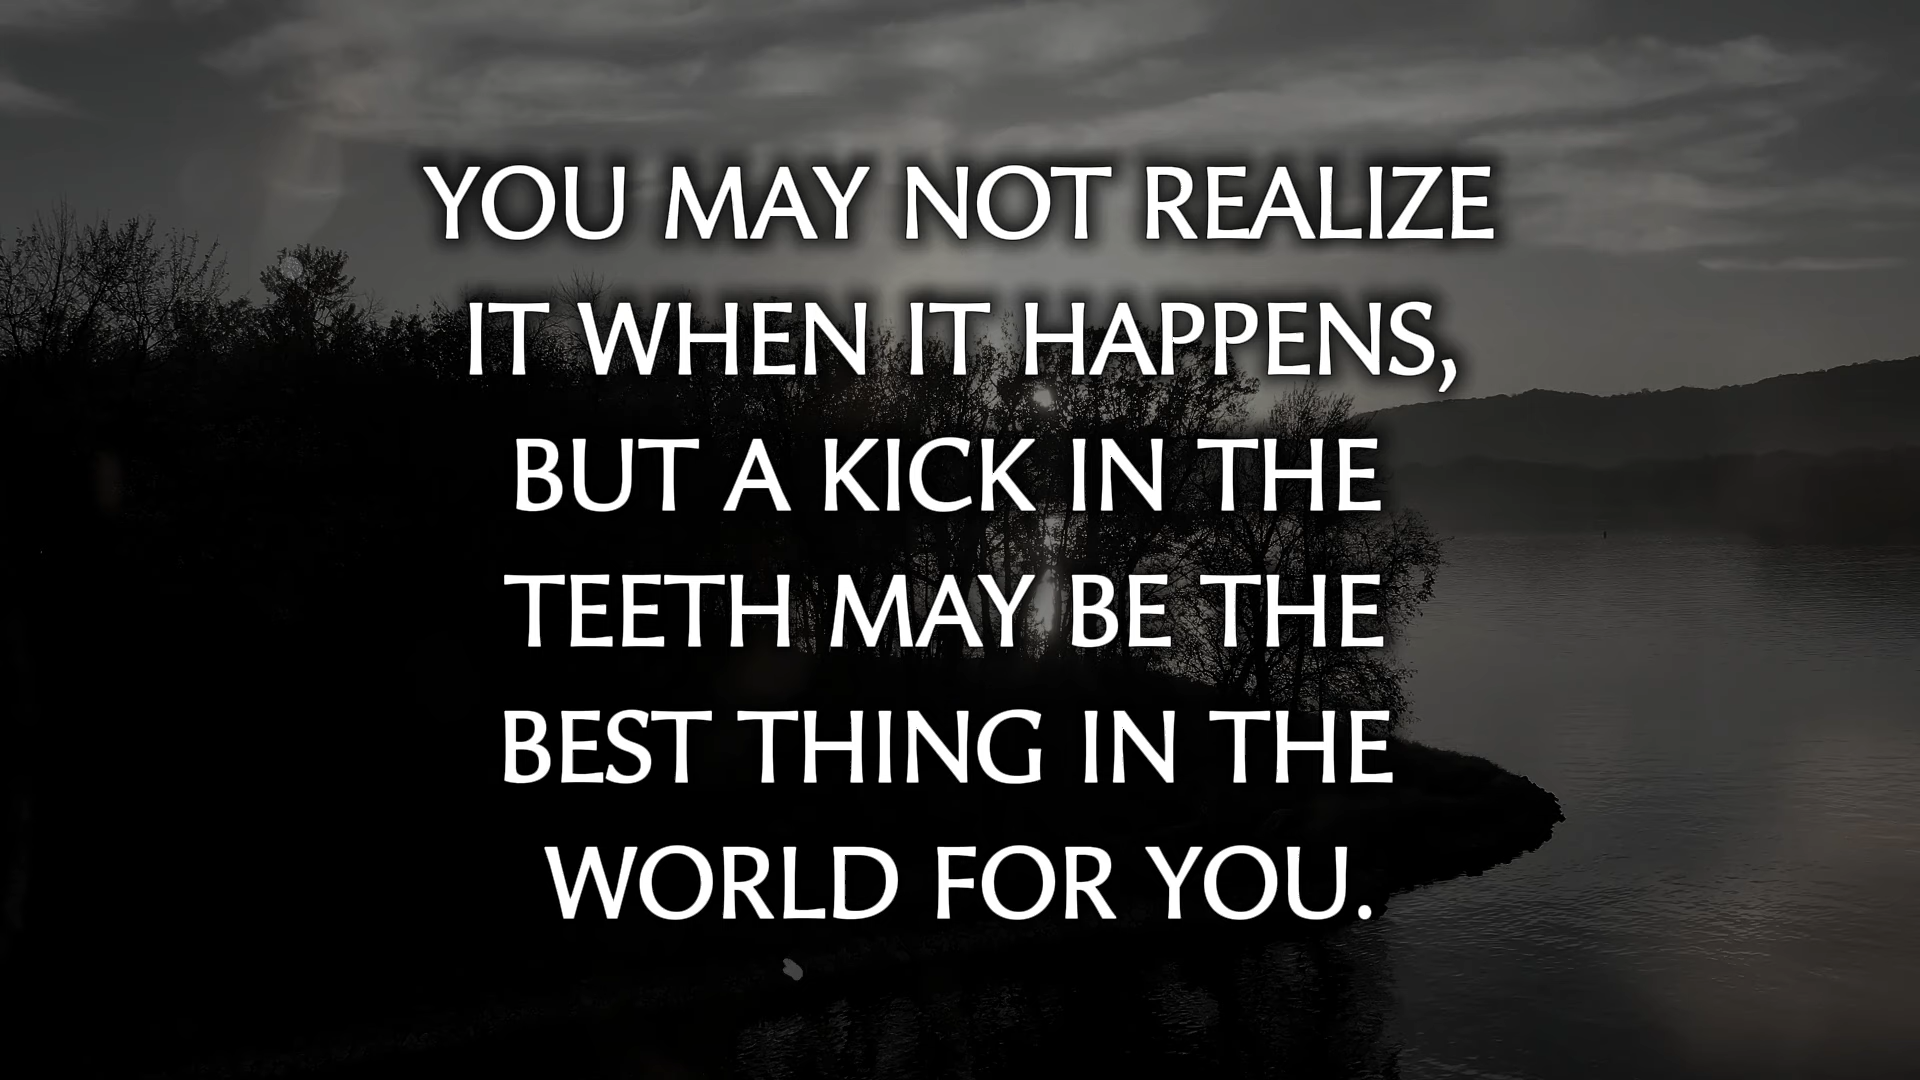 YOU MAY NOT REALIZE
IT WHEN IT HAPPENS,
BUT A KICK IN THE
TEETH MAY BE THE
BEST THING IN THE
WORLD FOR YOU.